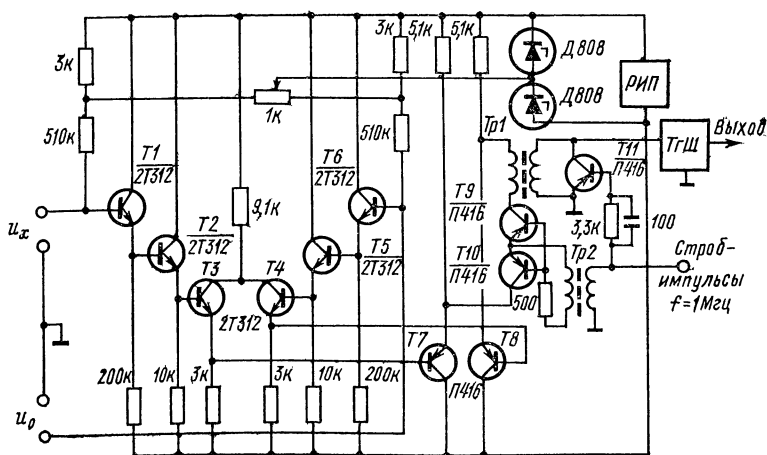 3к
3к
5,1к
5,1к
Д808
Д808
РИП
1к
510к
510к
Тр1
ТгШ
Выход
Т1
2Т312
Т6
2Т312
Т11
П416
9,1к
Т9
П416
3,3к
100
uₓ
Т2
2Т312
Т5
2Т312
Т10
П416
Тр2
Строб-
импульсы
f=1Мгц
Т3
Т4
2Т312
500
Т7
Т8
П416
200к
10к
3к
3к
10к
200к
u₀